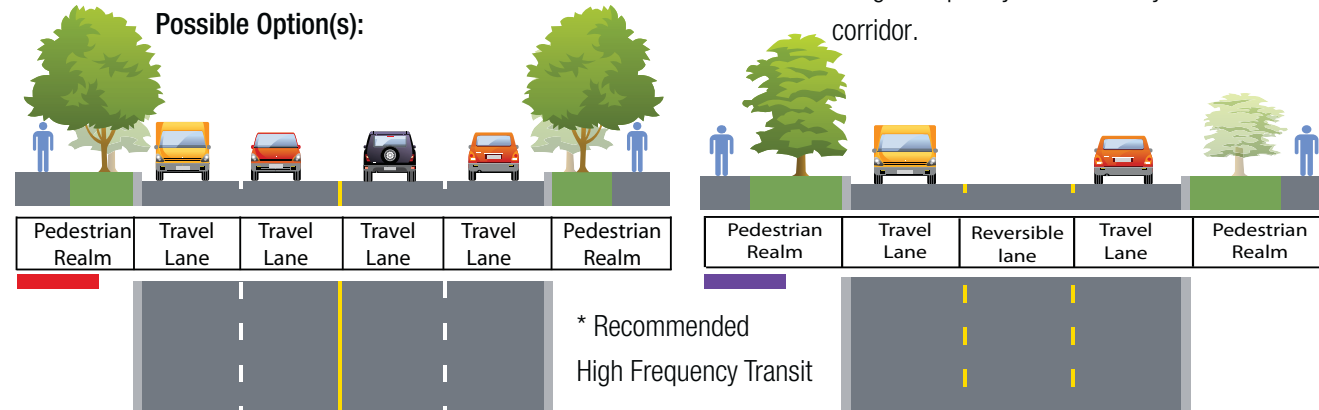 Possible Option(s):
corridor.
Pedestrian Realm
Travel Lane
Travel Lane
Travel Lane
Travel Lane
Pedestrian Realm
Pedestrian Realm
Travel Lane
Reversible lane
Travel Lane
Pedestrian Realm
* Recommended
High Frequency Transit